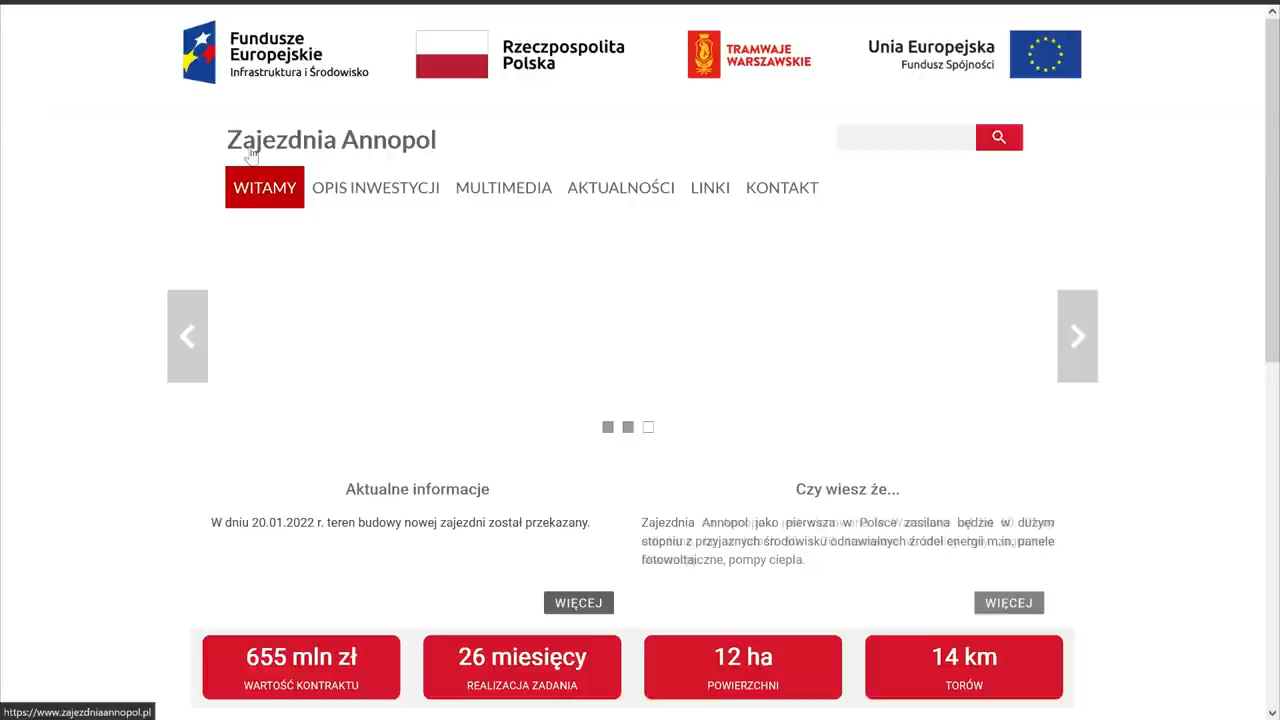 Fundusze
Europejskie
Infrastruktura i Środowisko
Rzeczpospolita
Polska
TRAMWAJE
WARSZAWSKIE
Unia Europejska
Fundusz Spójności
Zajezdnia Annopol
WITAMY OPIS INWESTYCJI MULTIMEDIA AKTUALNOŚCI LINKI KONTAKT
Aktualne informacje
W dniu 20.01.2022 r. teren budowy nowej zajezdni został przekazany.
WIĘCEJ
Czy wiesz że...
Zajezdnia Annopol jako pierwsza w Polsce zasilana będzie w dużym
stopniu z przyjaznych środowisku odnawialnych źródeł energii m.in. panele
fotowoltaiczne, pompy ciepła.
WIĘCEJ
655 mln zł
WARTOŚĆ KONTRAKTU
26 miesięcy
REALIZACJA ZADANIA
12 ha
POWIERZCHNI
14 km
TORÓW
https://www.zajezdniaannopol.pl